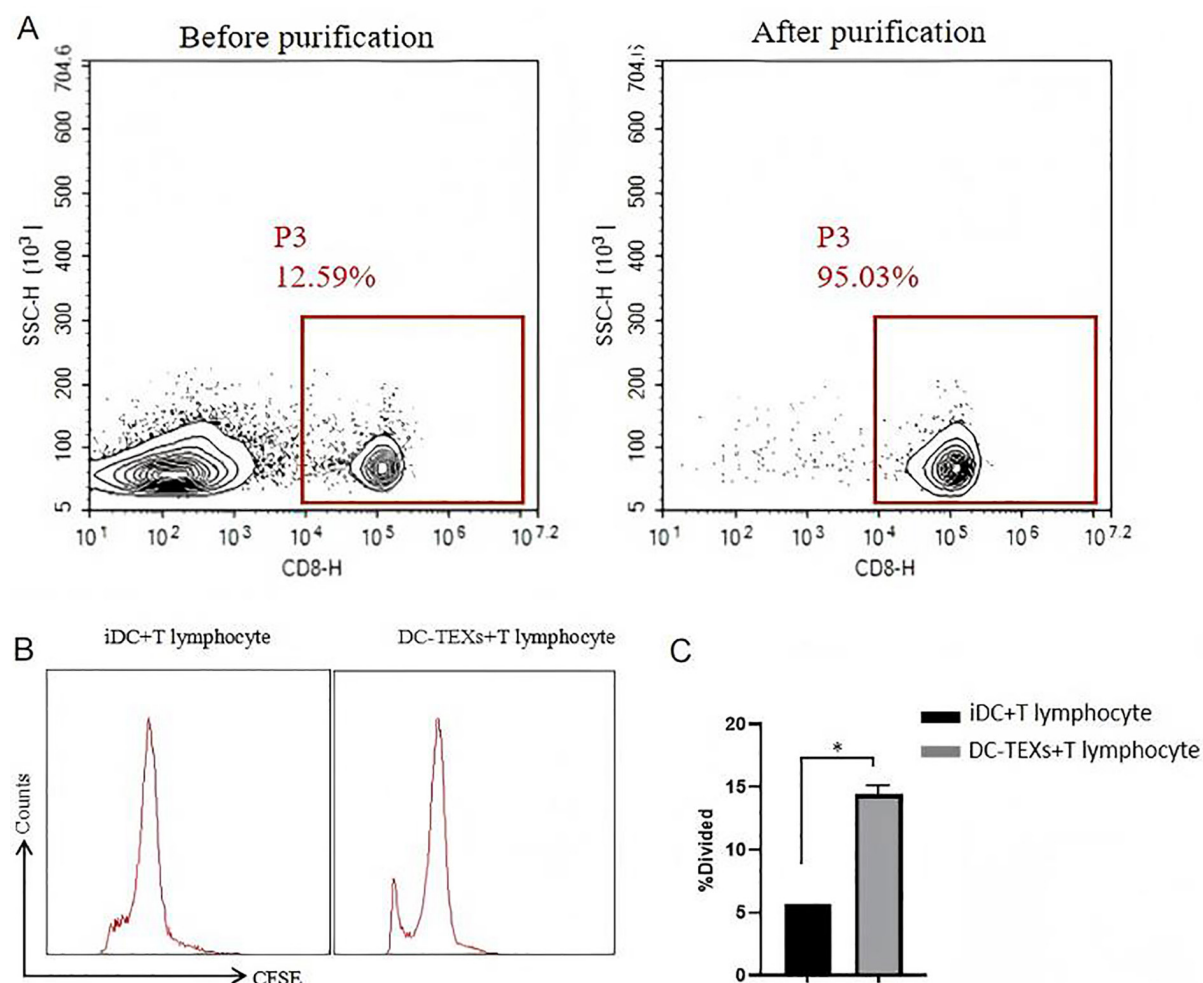 A
Before purification
After purification
704.6
600
500
400
300
200
100
5
SSC-H (10³)
P3
12.59%
10¹ 10² 10³ 10⁴ 10⁵ 10⁶ 10⁷·²
CD8-H
600
500
400
300
200
100
5
SSC-H (10³)
P3
95.03%
10¹ 10² 10³ 10⁴ 10⁵ 10⁶ 10⁷·²
CD8-H
B
iDC+T lymphocyte
DC-TEXs+T lymphocyte
Counts
CFSE
C
20
15
10
5
0
%Divided
*
iDC+T lymphocyte
DC-TEXs+T lymphocyte